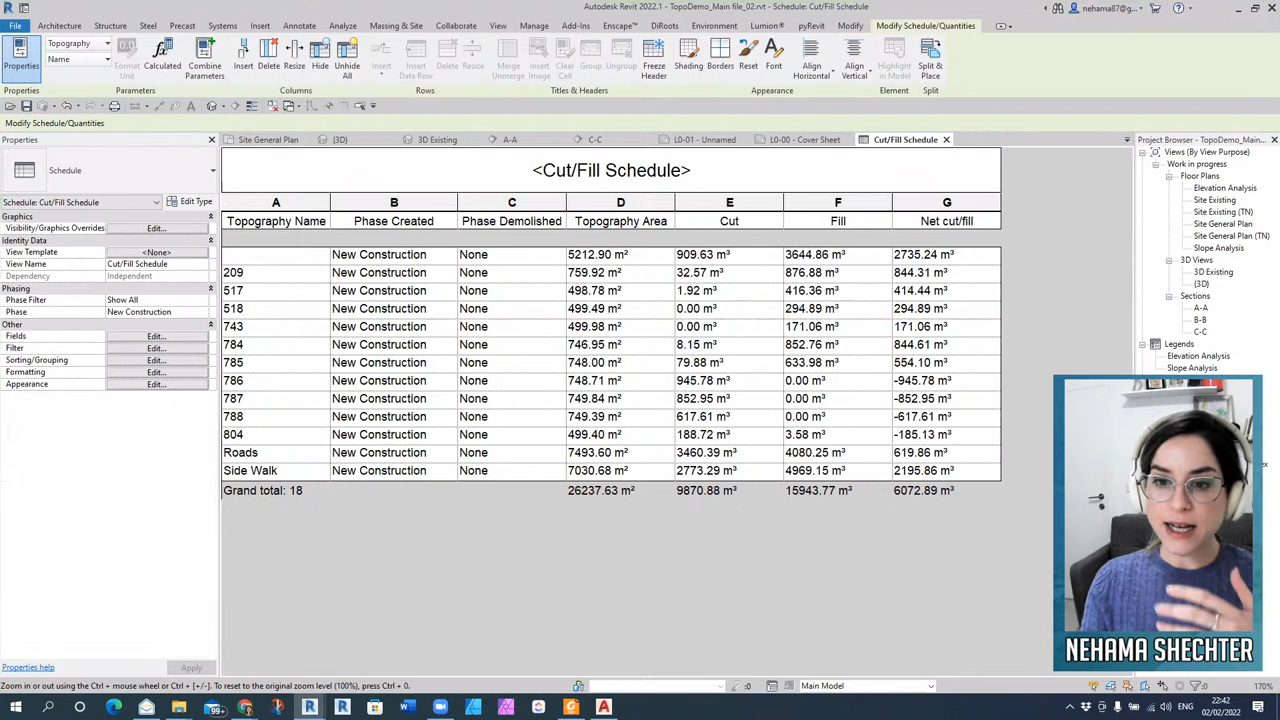 Autodesk Revit 2022.1 - TopoDemo_Main file_02.rvt - Schedule: Cut/Fill Schedule
nehama87@g...
File Architecture Structure Steel Precast Systems Insert Annotate Analyze Massing & Site Collaborate View Manage Add-Ins Enscape™ DiRoots Environment Lumion® pyRevit Modify Modify Schedule/Quantities
Topography
Name
Properties Format Unit Calculated Combine Parameters Insert Delete Resize Hide Unhide All Insert Insert Data Row Delete Resize Merge Unmerge Insert Image Clear Cell Group Ungroup Freeze Header Shading Borders Reset Font Align Horizontal Align Vertical Highlight in Model Split & Place
Properties Parameters Columns Rows Titles & Headers Appearance Element Split
Modify Schedule/Quantities
Properties
Site General Plan {3D} 3D Existing A-A C-C L0-01 - Unnamed L0-00 - Cover Sheet Cut/Fill Schedule
Project Browser - TopoDemo_Main...
Schedule
Schedule: Cut/Fill Schedule Edit Type
Graphics
Visibility/Graphics Overrides Edit...
Identity Data
View Template <None>
View Name Cut/Fill Schedule
Dependency Independent
Phasing
Phase Filter Show All
Phase New Construction
Other
Fields Edit...
Filter Edit...
Sorting/Grouping Edit...
Formatting Edit...
Appearance Edit...
Properties help Apply
<Cut/Fill Schedule>
A B C D E F G
Topography Name Phase Created Phase Demolished Topography Area Cut Fill Net cut/fill
New Construction None 5212.90 m² 909.63 m³ 3644.86 m³ 2735.24 m³
209 New Construction None 759.92 m² 32.57 m³ 876.88 m³ 844.31 m³
517 New Construction None 498.78 m² 1.92 m³ 416.36 m³ 414.44 m³
518 New Construction None 499.49 m² 0.00 m³ 294.89 m³ 294.89 m³
743 New Construction None 499.98 m² 0.00 m³ 171.06 m³ 171.06 m³
784 New Construction None 746.95 m² 8.15 m³ 852.76 m³ 844.61 m³
785 New Construction None 748.00 m² 79.88 m³ 633.98 m³ 554.10 m³
786 New Construction None 748.71 m² 945.78 m³ 0.00 m³ -945.78 m³
787 New Construction None 749.84 m² 852.95 m³ 0.00 m³ -852.95 m³
788 New Construction None 749.39 m² 617.61 m³ 0.00 m³ -617.61 m³
804 New Construction None 499.40 m² 188.72 m³ 3.58 m³ -185.13 m³
Roads New Construction None 7493.60 m² 3460.39 m³ 4080.25 m³ 619.86 m³
Side Walk New Construction None 7030.68 m² 2773.29 m³ 4969.15 m³ 2195.86 m³
Grand total: 18 26237.63 m² 9870.88 m³ 15943.77 m³ 6072.89 m³
Views (By View Purpose)
Work in progress
Floor Plans
Elevation Analysis
Site Existing
Site Existing (TN)
Site General Plan
Site General Plan (TN)
Slope Analysis
3D Views
3D Existing
{3D}
Sections
A-A
B-B
C-C
Legends
Elevation Analysis
Slope Analysis
NEHAMA SHECHTER
Zoom in or out using the Ctrl + mouse wheel or Ctrl + [+/-]. To reset to the original zoom level (100%), press Ctrl + 0.
:0
Main Model
:0
170%
99+
ENG
22:42
02/02/2022